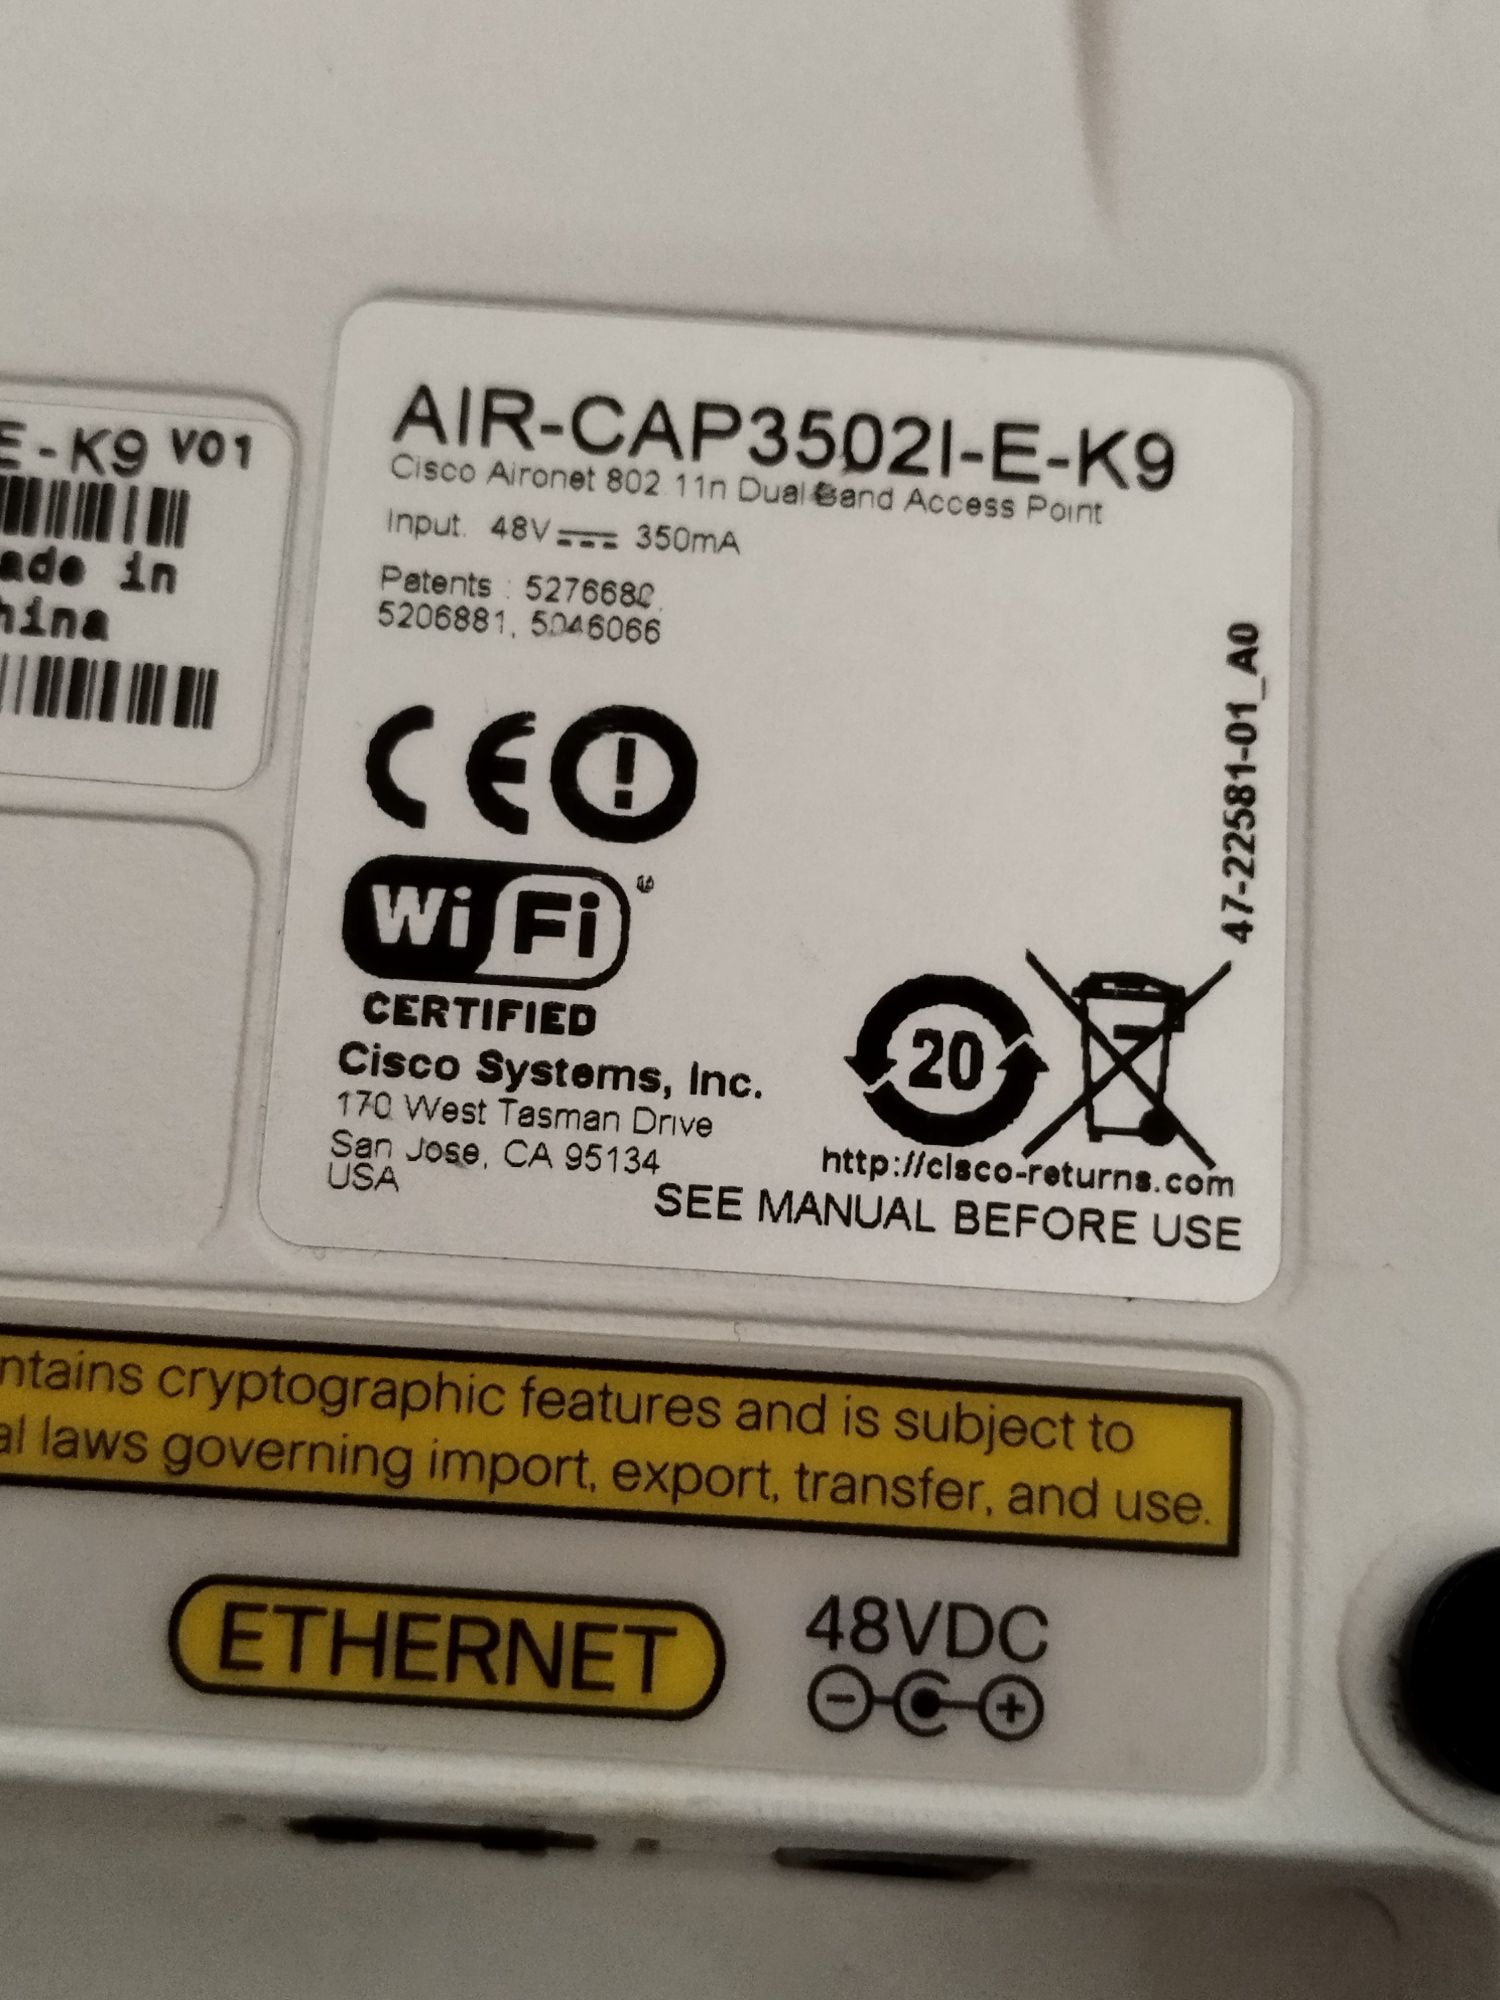 E-K9 V01
ade in
hina
AIR-CAP3502I-E-K9
Cisco Aironet 802.11n Dual Band Access Point
Input. 48V 350mA
Patents : 5276680,
5206881, 5046066
CE
Wi Fi
CERTIFIED
Cisco Systems, Inc.
170 West Tasman Drive
San Jose, CA 95134
USA
47-22581-01_A0
20
http://cisco-returns.com
SEE MANUAL BEFORE USE
ntains cryptographic features and is subject to
al laws governing import, export, transfer, and use.
ETHERNET
48VDC